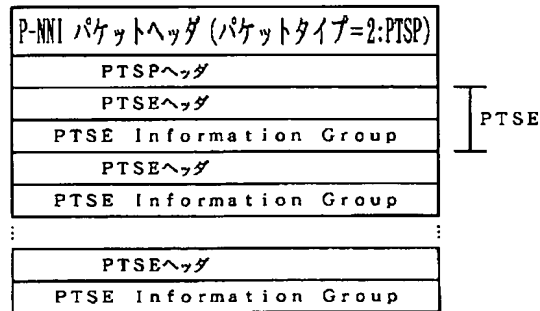 P-NNI パケットヘッダ (パケットタイプ=2:PTSP)
PTSPヘッダ
PTSEヘッダ
PTSE Information Group
PTSE
PTSEヘッダ
PTSE Information Group
PTSEヘッダ
PTSE Information Group